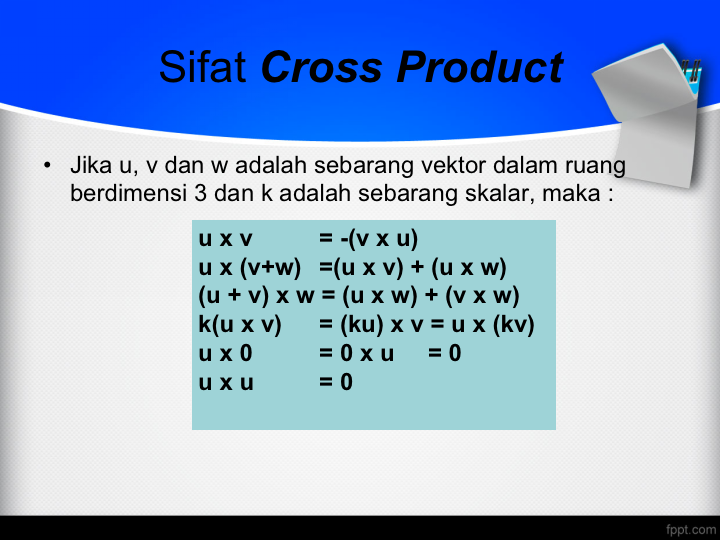 Sifat Cross Product
• Jika u, v dan w adalah sebarang vektor dalam ruang
berdimensi 3 dan k adalah sebarang skalar, maka :
u x v = -(v x u)
u x (v+w) =(u x v) + (u x w)
(u + v) x w = (u x w) + (v x w)
k(u x v) = (ku) x v = u x (kv)
u x 0 = 0 x u = 0
u x u = 0
fppt.com